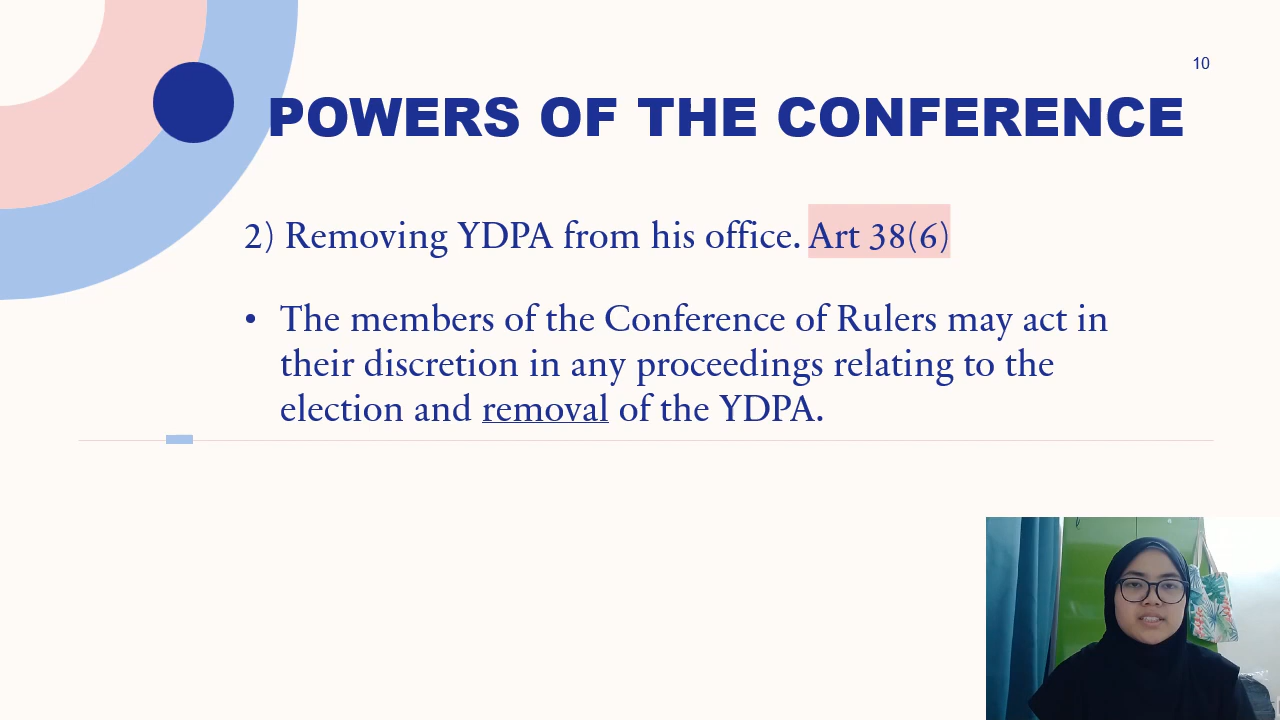 10
POWERS OF THE CONFERENCE
2) Removing YDPA from his office. Art 38(6)
• The members of the Conference of Rulers may act in
their discretion in any proceedings relating to the
election and removal of the YDPA.